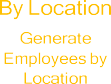 By Location
Generate
Employees by
Location